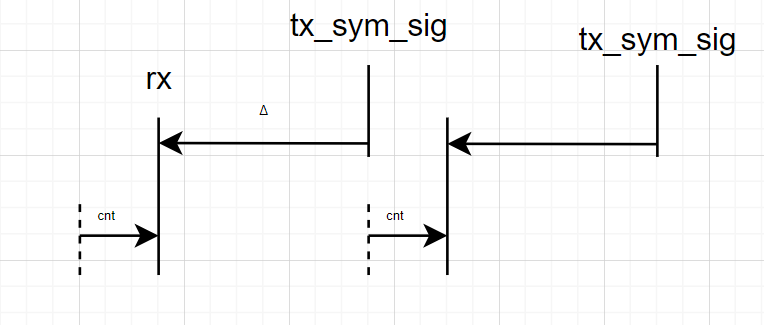 tx_sym_sig
tx_sym_sig
rx
Δ
cnt
cnt